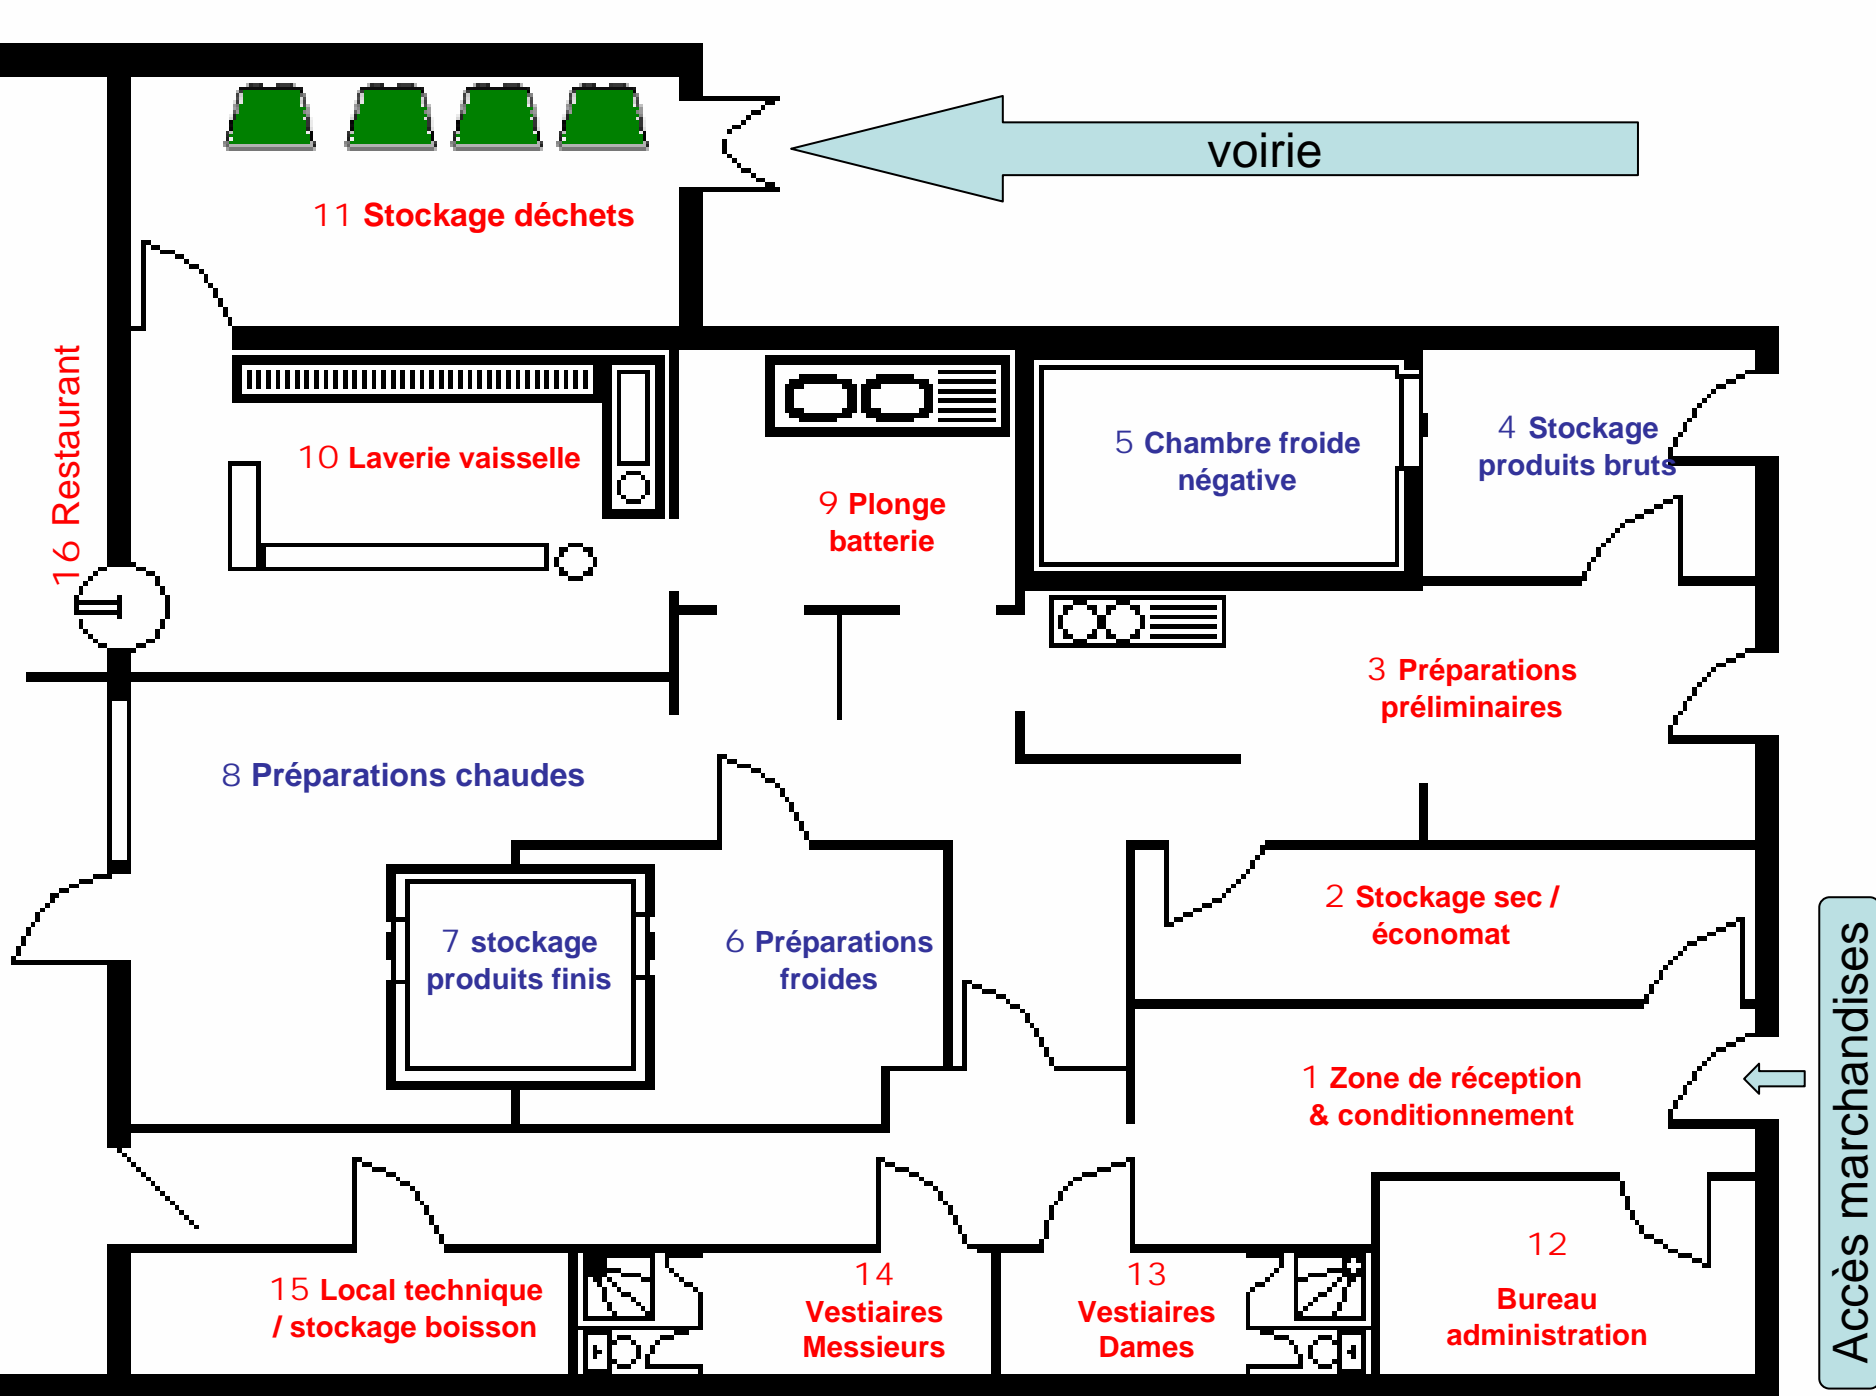 voirie
11 Stockage déchets
16 Restaurant
10 Laverie vaisselle
9 Plonge
batterie
5 Chambre froide
négative
4 Stockage
produits bruts
3 Préparations
préliminaires
8 Préparations chaudes
7 stockage
produits finis
6 Préparations
froides
2 Stockage sec /
économat
1 Zone de réception
& conditionnement
Accès marchandises
15 Local technique
/ stockage boisson
14
Vestiaires
Messieurs
13
Vestiaires
Dames
12
Bureau
administration